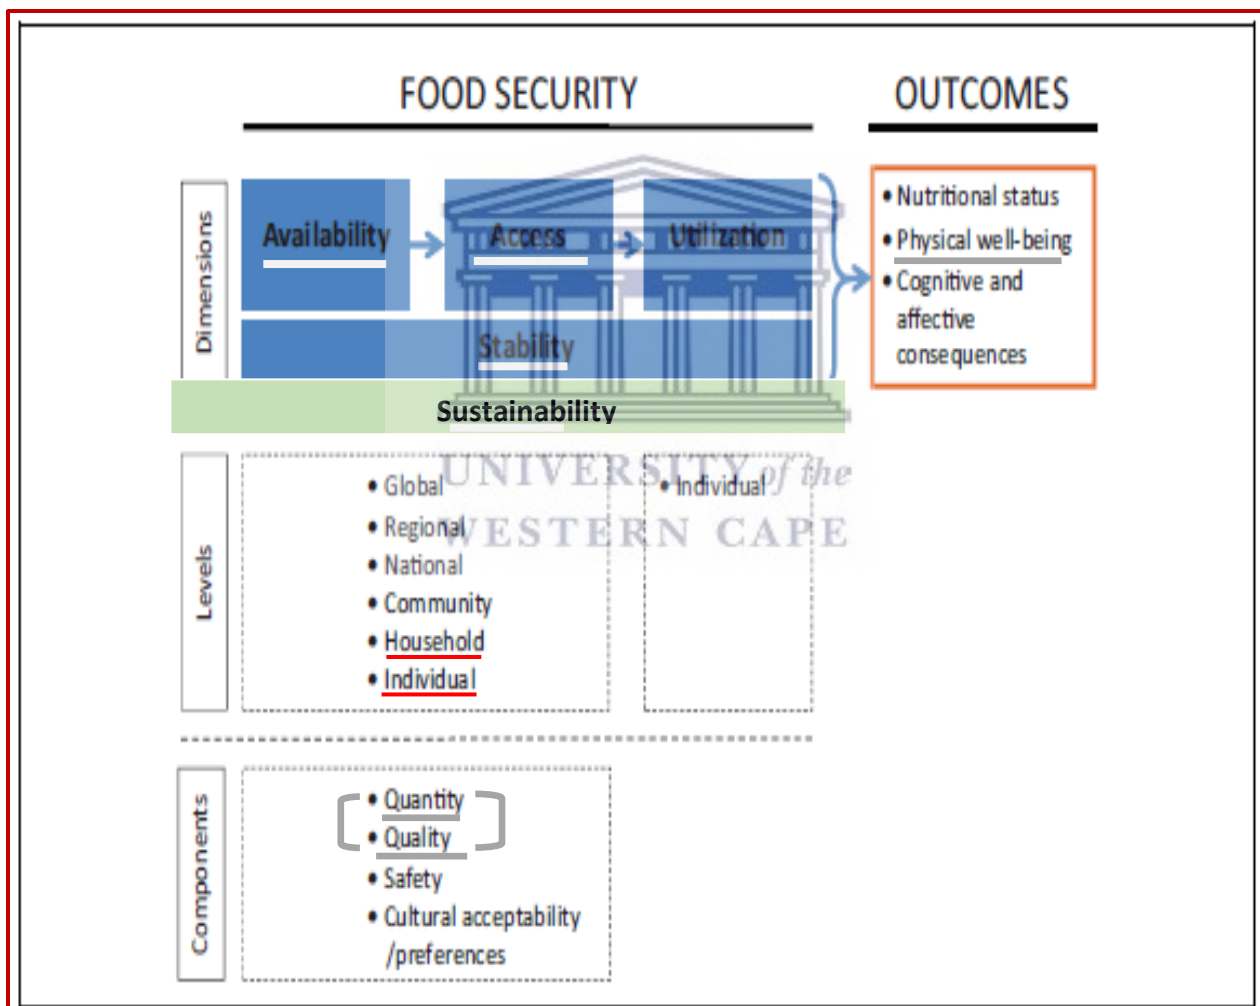 FOOD SECURITY
OUTCOMES
Dimensions
Availability
Access
Utilization
Stability
Sustainability
• Nutritional status
• Physical well-being
• Cognitive and
affective
consequences
UNIVERSITY of the
WESTERN CAPE
Levels
• Global
• Regional
• National
• Community
• Household
• Individual
• Individual
Components
• Quantity
• Quality
• Safety
• Cultural acceptability
/preferences